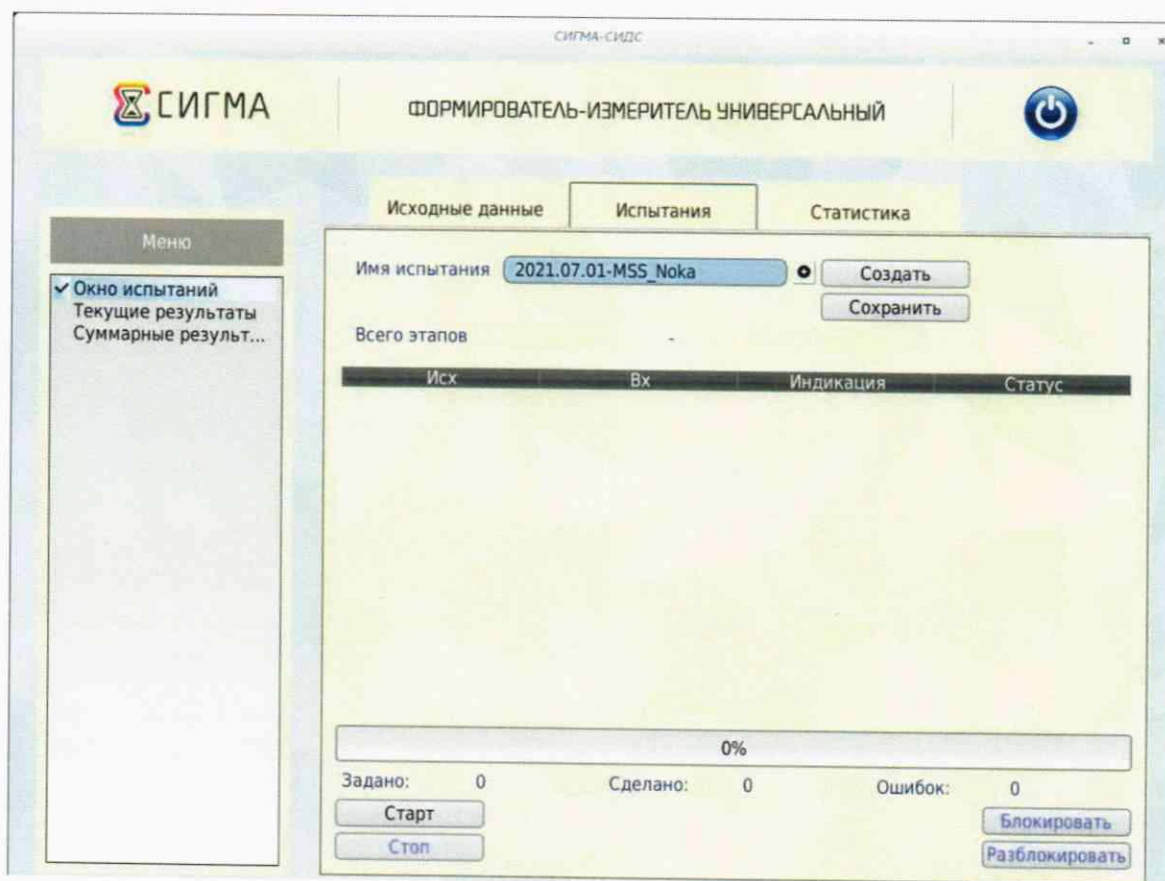 СИГМА-СИДС
СИГМА
ФОРМИРОВАТЕЛЬ-ИЗМЕРИТЕЛЬ УНИВЕРСАЛЬНЫЙ
Исходные данные Испытания Статистика
Меню
Окно испытаний
Текущие результаты
Суммарные результ...
Имя испытания 2021.07.01-MSS_Noka Создать
Сохранить
Всего этапов -
Исх Вх Индикация Статус
0%
Задано: 0 Сделано: 0 Ошибок: 0
Старт Блокировать
Стоп Разблокировать